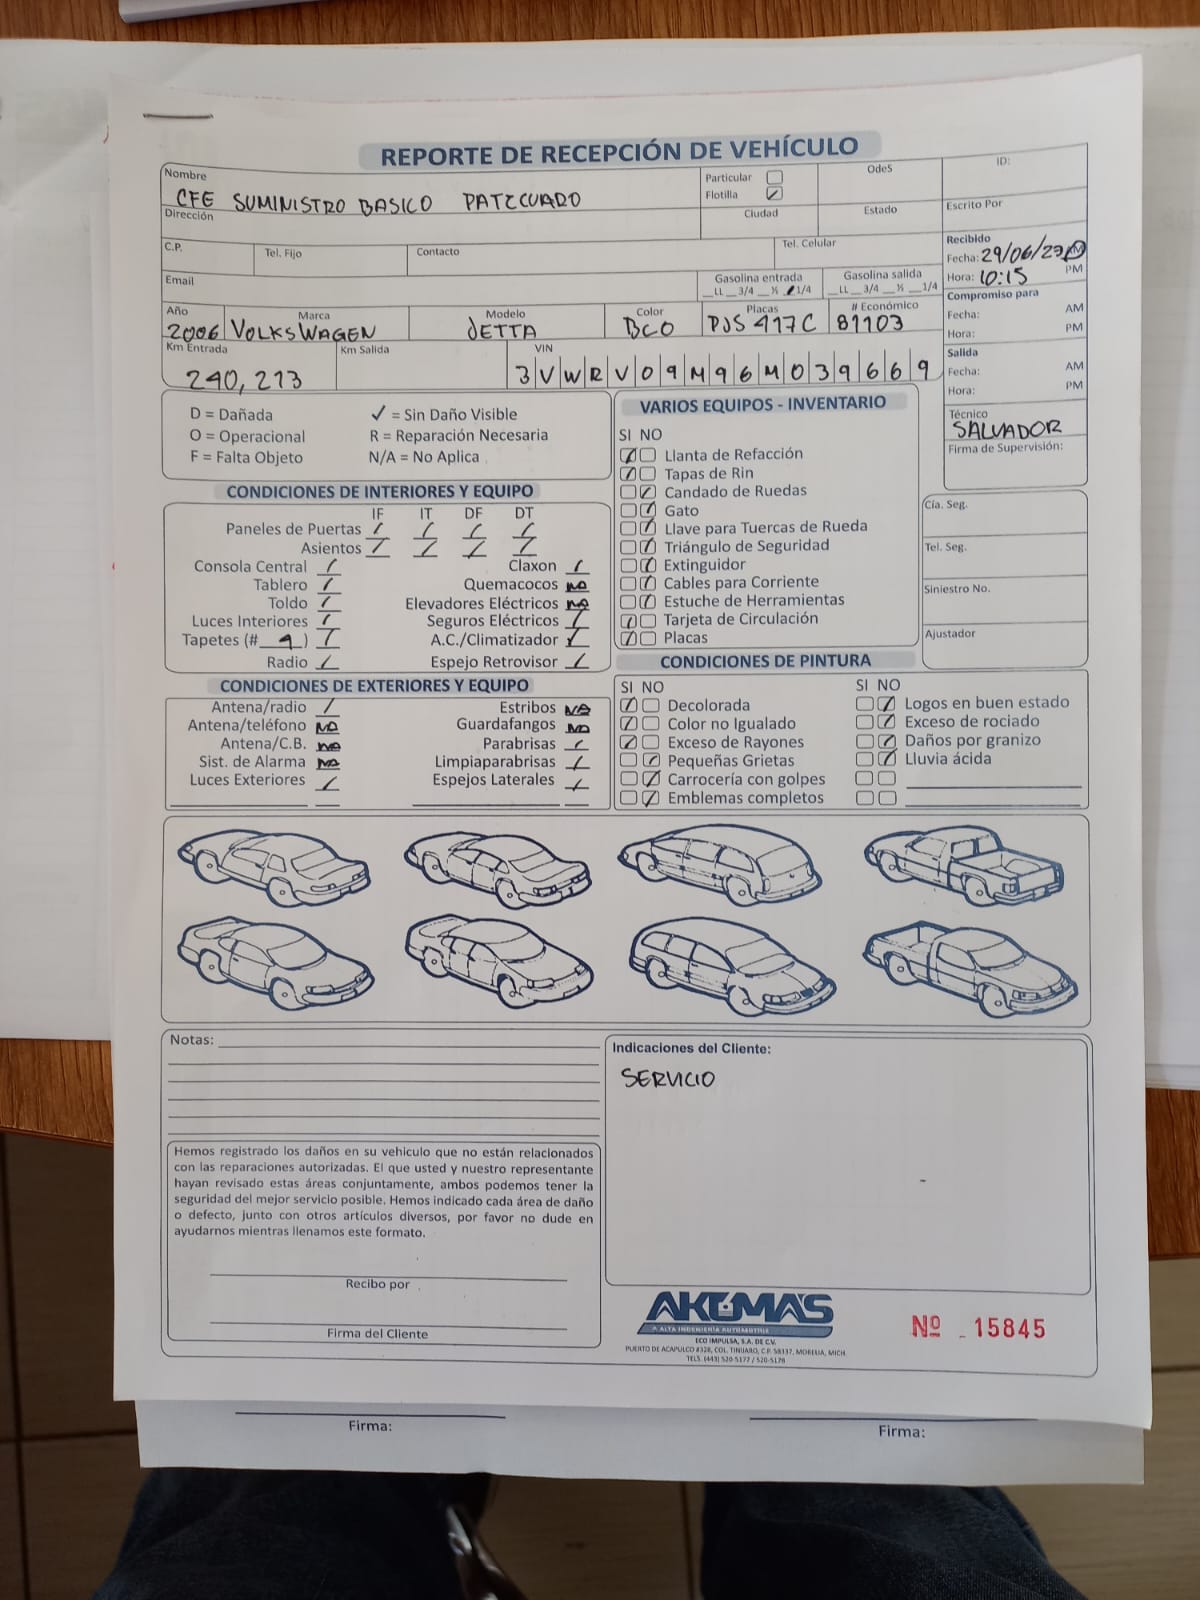 REPORTE DE RECEPCIÓN DE VEHÍCULO
Nombre
CFE SUMINISTRO BASICO PATZCUARO
Particular
Flotilla ✓
OdeS
ID:
Dirección
Ciudad
Estado
Escrito Por
C.P.
Tel. Fijo
Contacto
Tel. Celular
Recibido
Fecha: 29/06/23 AM
Hora: 10:15 PM
Email
Gasolina entrada
__LL __3/4 __½ __1/4
Gasolina salida
__LL __3/4 __½ __1/4
Compromiso para
Fecha: AM
Hora: PM
Año
2006
Marca
VOLKSWAGEN
Modelo
JETTA
Color
BCO
Placas
PJS 417C
# Económico
81103
Km Entrada
240,213
Km Salida
VIN
3VWRV09M96M039669
Salida
Fecha: AM
Hora: PM
Técnico
SALVADOR
Firma de Supervisión:
D = Dañada
✓ = Sin Daño Visible
O = Operacional
R = Reparación Necesaria
F = Falta Objeto
N/A = No Aplica
CONDICIONES DE INTERIORES Y EQUIPO
IF IT DF DT
Paneles de Puertas
Asientos
Consola Central
Claxon
Tablero
Quemacocos NO
Toldo
Elevadores Eléctricos NO
Luces Interiores
Seguros Eléctricos
Tapetes (# 4 )
A.C./Climatizador
Radio
Espejo Retrovisor
VARIOS EQUIPOS - INVENTARIO
SI NO
Llanta de Refacción
Tapas de Rin
Candado de Ruedas
Gato
Llave para Tuercas de Rueda
Triángulo de Seguridad
Extinguidor
Cables para Corriente
Estuche de Herramientas
Tarjeta de Circulación
Placas
Cía. Seg.
Tel. Seg.
Siniestro No.
Ajustador
CONDICIONES DE EXTERIORES Y EQUIPO
Antena/radio
Estribos NA
Antena/teléfono NO
Guardafangos NO
Antena/C.B. NO
Parabrisas
Sist. de Alarma NO
Limpiaparabrisas
Luces Exteriores
Espejos Laterales
CONDICIONES DE PINTURA
SI NO
SI NO
Decolorada
Logos en buen estado
Color no Igualado
Exceso de rociado
Exceso de Rayones
Daños por granizo
Pequeñas Grietas
Lluvia ácida
Carrocería con golpes
Emblemas completos
Notas:
Indicaciones del Cliente:
SERVICIO
Hemos registrado los daños en su vehiculo que no están relacionados
con las reparaciones autorizadas. El que usted y nuestro representante
hayan revisado estas áreas conjuntamente, ambos podemos tener la
seguridad del mejor servicio posible. Hemos indicado cada área de daño
o defecto, junto con otros artículos diversos, por favor no dude en
ayudarnos mientras llenamos este formato.
Recibo por
Firma del Cliente
AKUMAS
ALTA INGENIERÍA AUTOMOTRIZ
ECO IMPULSA, S.A. DE C.V.
PUERTO DE ACAPULCO #328, COL. TINIJARO, C.P. 58337, MORELIA, MICH.
TELS. (443) 520-5177 / 520-5178
Nº 15845
Firma:
Firma: